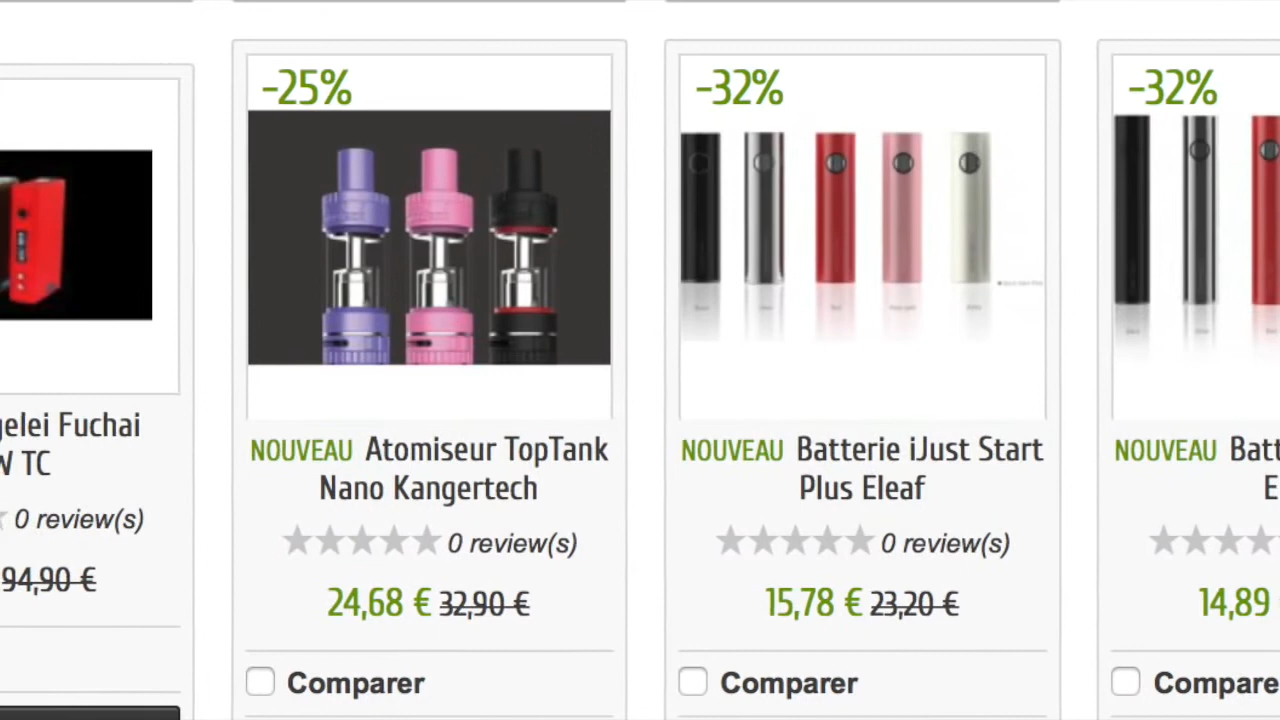 gelei Fuchai
W TC
0 review(s)
94,90 €
-25%
NOUVEAU Atomiseur TopTank
Nano Kangertech
0 review(s)
24,68 € 32,90 €
Comparer
-32%
NOUVEAU Batterie iJust Start
Plus Eleaf
0 review(s)
15,78 € 23,20 €
Comparer
-32%
NOUVEAU Batt
E
14,89
Compare